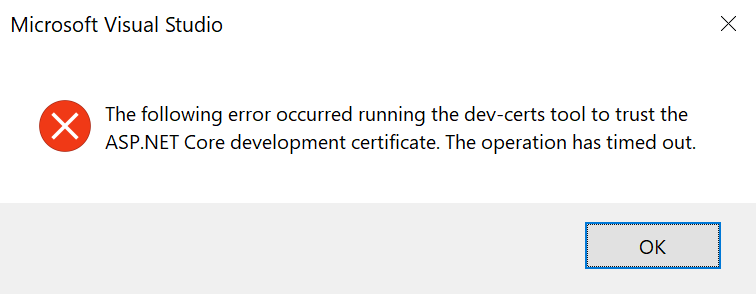 Microsoft Visual Studio
The following error occurred running the dev-certs tool to trust the
ASP.NET Core development certificate. The operation has timed out.
OK